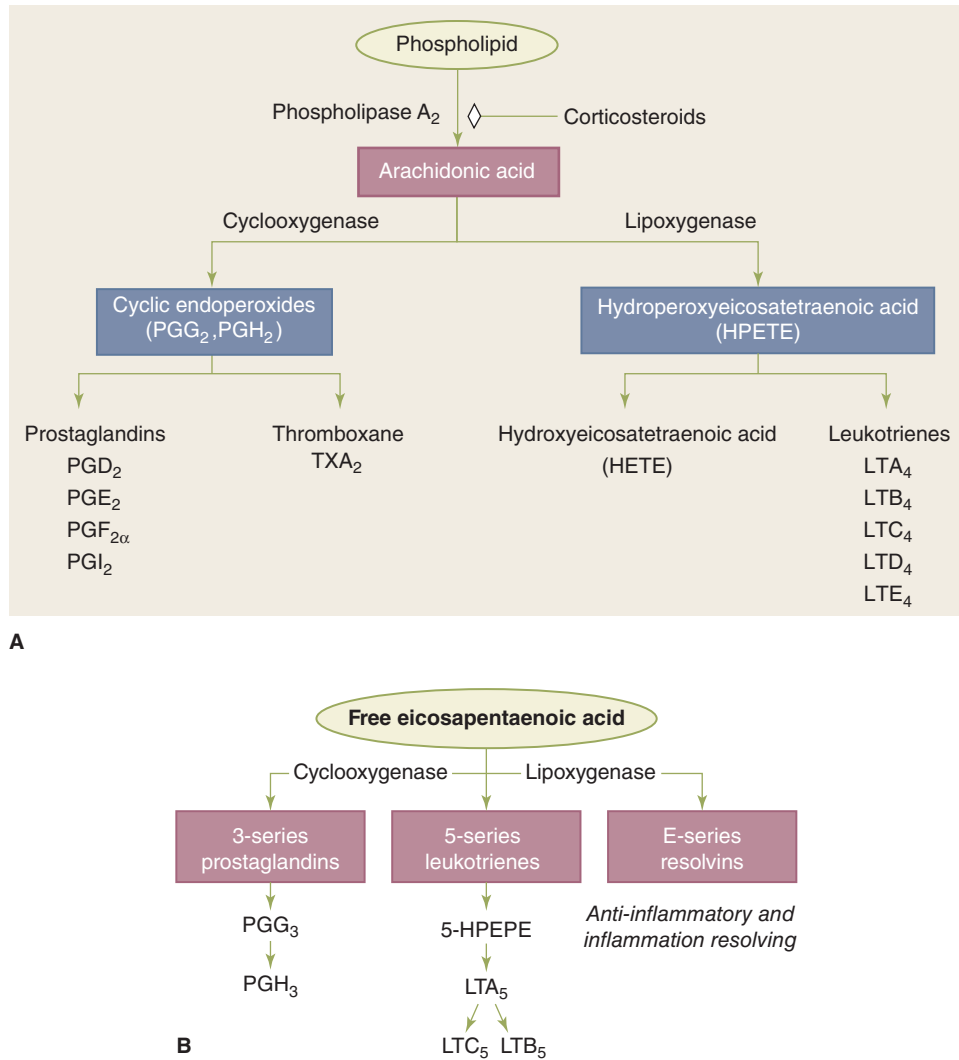 Phospholipid
Phospholipase A₂
Corticosteroids
Arachidonic acid
Cyclooxygenase
Lipoxygenase
Cyclic endoperoxides
(PGG₂,PGH₂)
Hydroperoxyeicosatetraenoic acid
(HPETE)
Prostaglandins
PGD₂
PGE₂
PGF₂α
PGI₂
Thromboxane
TXA₂
Hydroxyeicosatetraenoic acid
(HETE)
Leukotrienes
LTA₄
LTB₄
LTC₄
LTD₄
LTE₄
A
Free eicosapentaenoic acid
Cyclooxygenase
Lipoxygenase
3-series
prostaglandins
PGG₃
PGH₃
5-series
leukotrienes
5-HPEPE
LTA₅
LTC₅ LTB₅
E-series
resolvins
Anti-inflammatory and
inflammation resolving
B